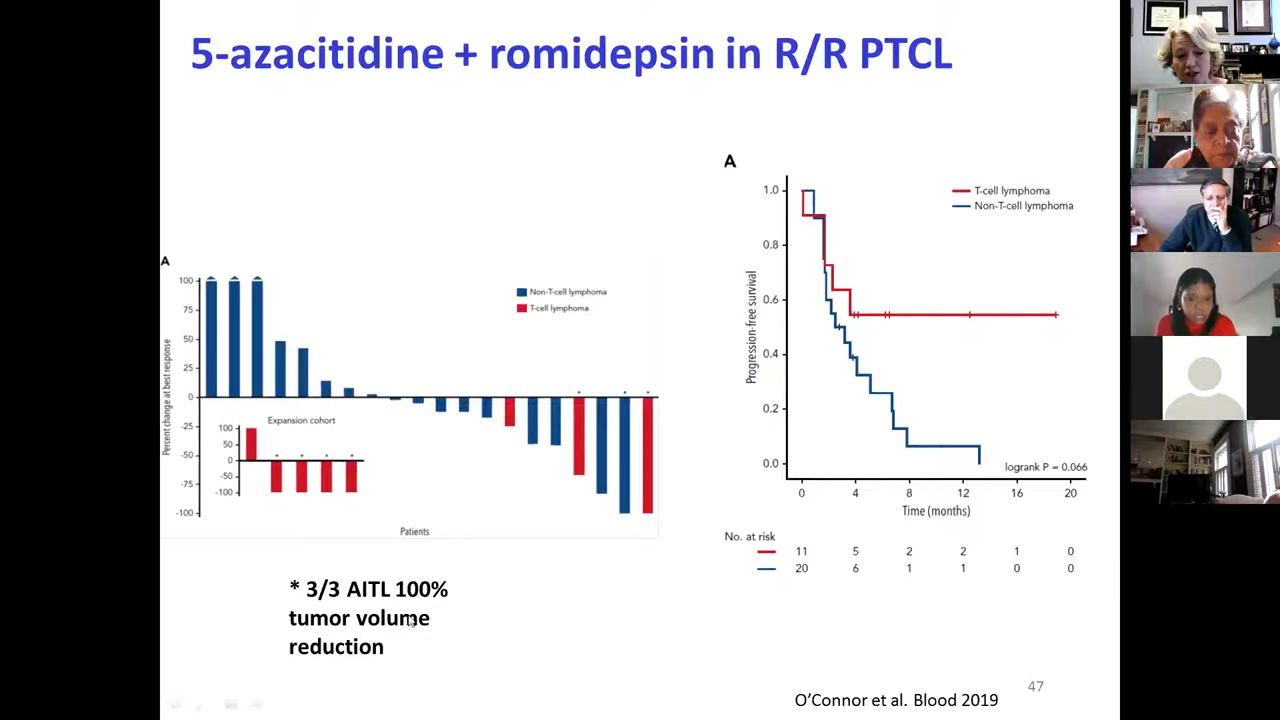 5-azacitidine + romidepsin in R/R PTCL
A
100
75
50
25
0
-25
-50
-75
-100
Percent change at best response
Non-T-cell lymphoma
T-cell lymphoma
* * *
Expansion cohort
100
50
0
-50
-100
* * * *
Patients
* 3/3 AITL 100%
tumor volume
reduction
A
1.0
0.8
0.6
0.4
0.2
0.0
Progression-free survival
T-cell lymphoma
Non-T-cell lymphoma
logrank P = 0.066
0 4 8 12 16 20
Time (months)
No. at risk
11 5 2 2 1 0
20 6 1 1 0 0
47
O'Connor et al. Blood 2019